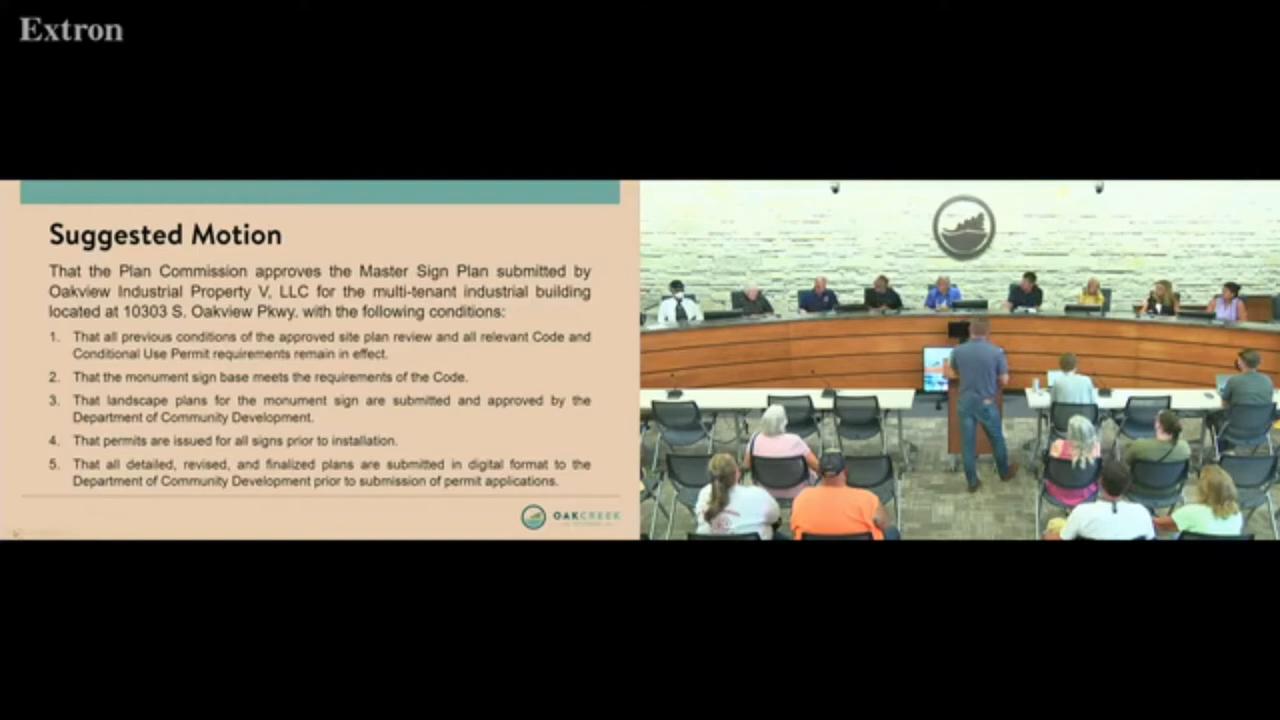 Extron
Suggested Motion
That the Plan Commission approves the Master Sign Plan submitted by
Oakview Industrial Property V, LLC for the multi-tenant industrial building
located at 10303 S. Oakview Pkwy. with the following conditions:
1. That all previous conditions of the approved site plan review and all relevant Code and
Conditional Use Permit requirements remain in effect.
2. That the monument sign base meets the requirements of the Code.
3. That landscape plans for the monument sign are submitted and approved by the
Department of Community Development.
4. That permits are issued for all signs prior to installation.
5. That all detailed, revised, and finalized plans are submitted in digital format to the
Department of Community Development prior to submission of permit applications.
OAKCREEK